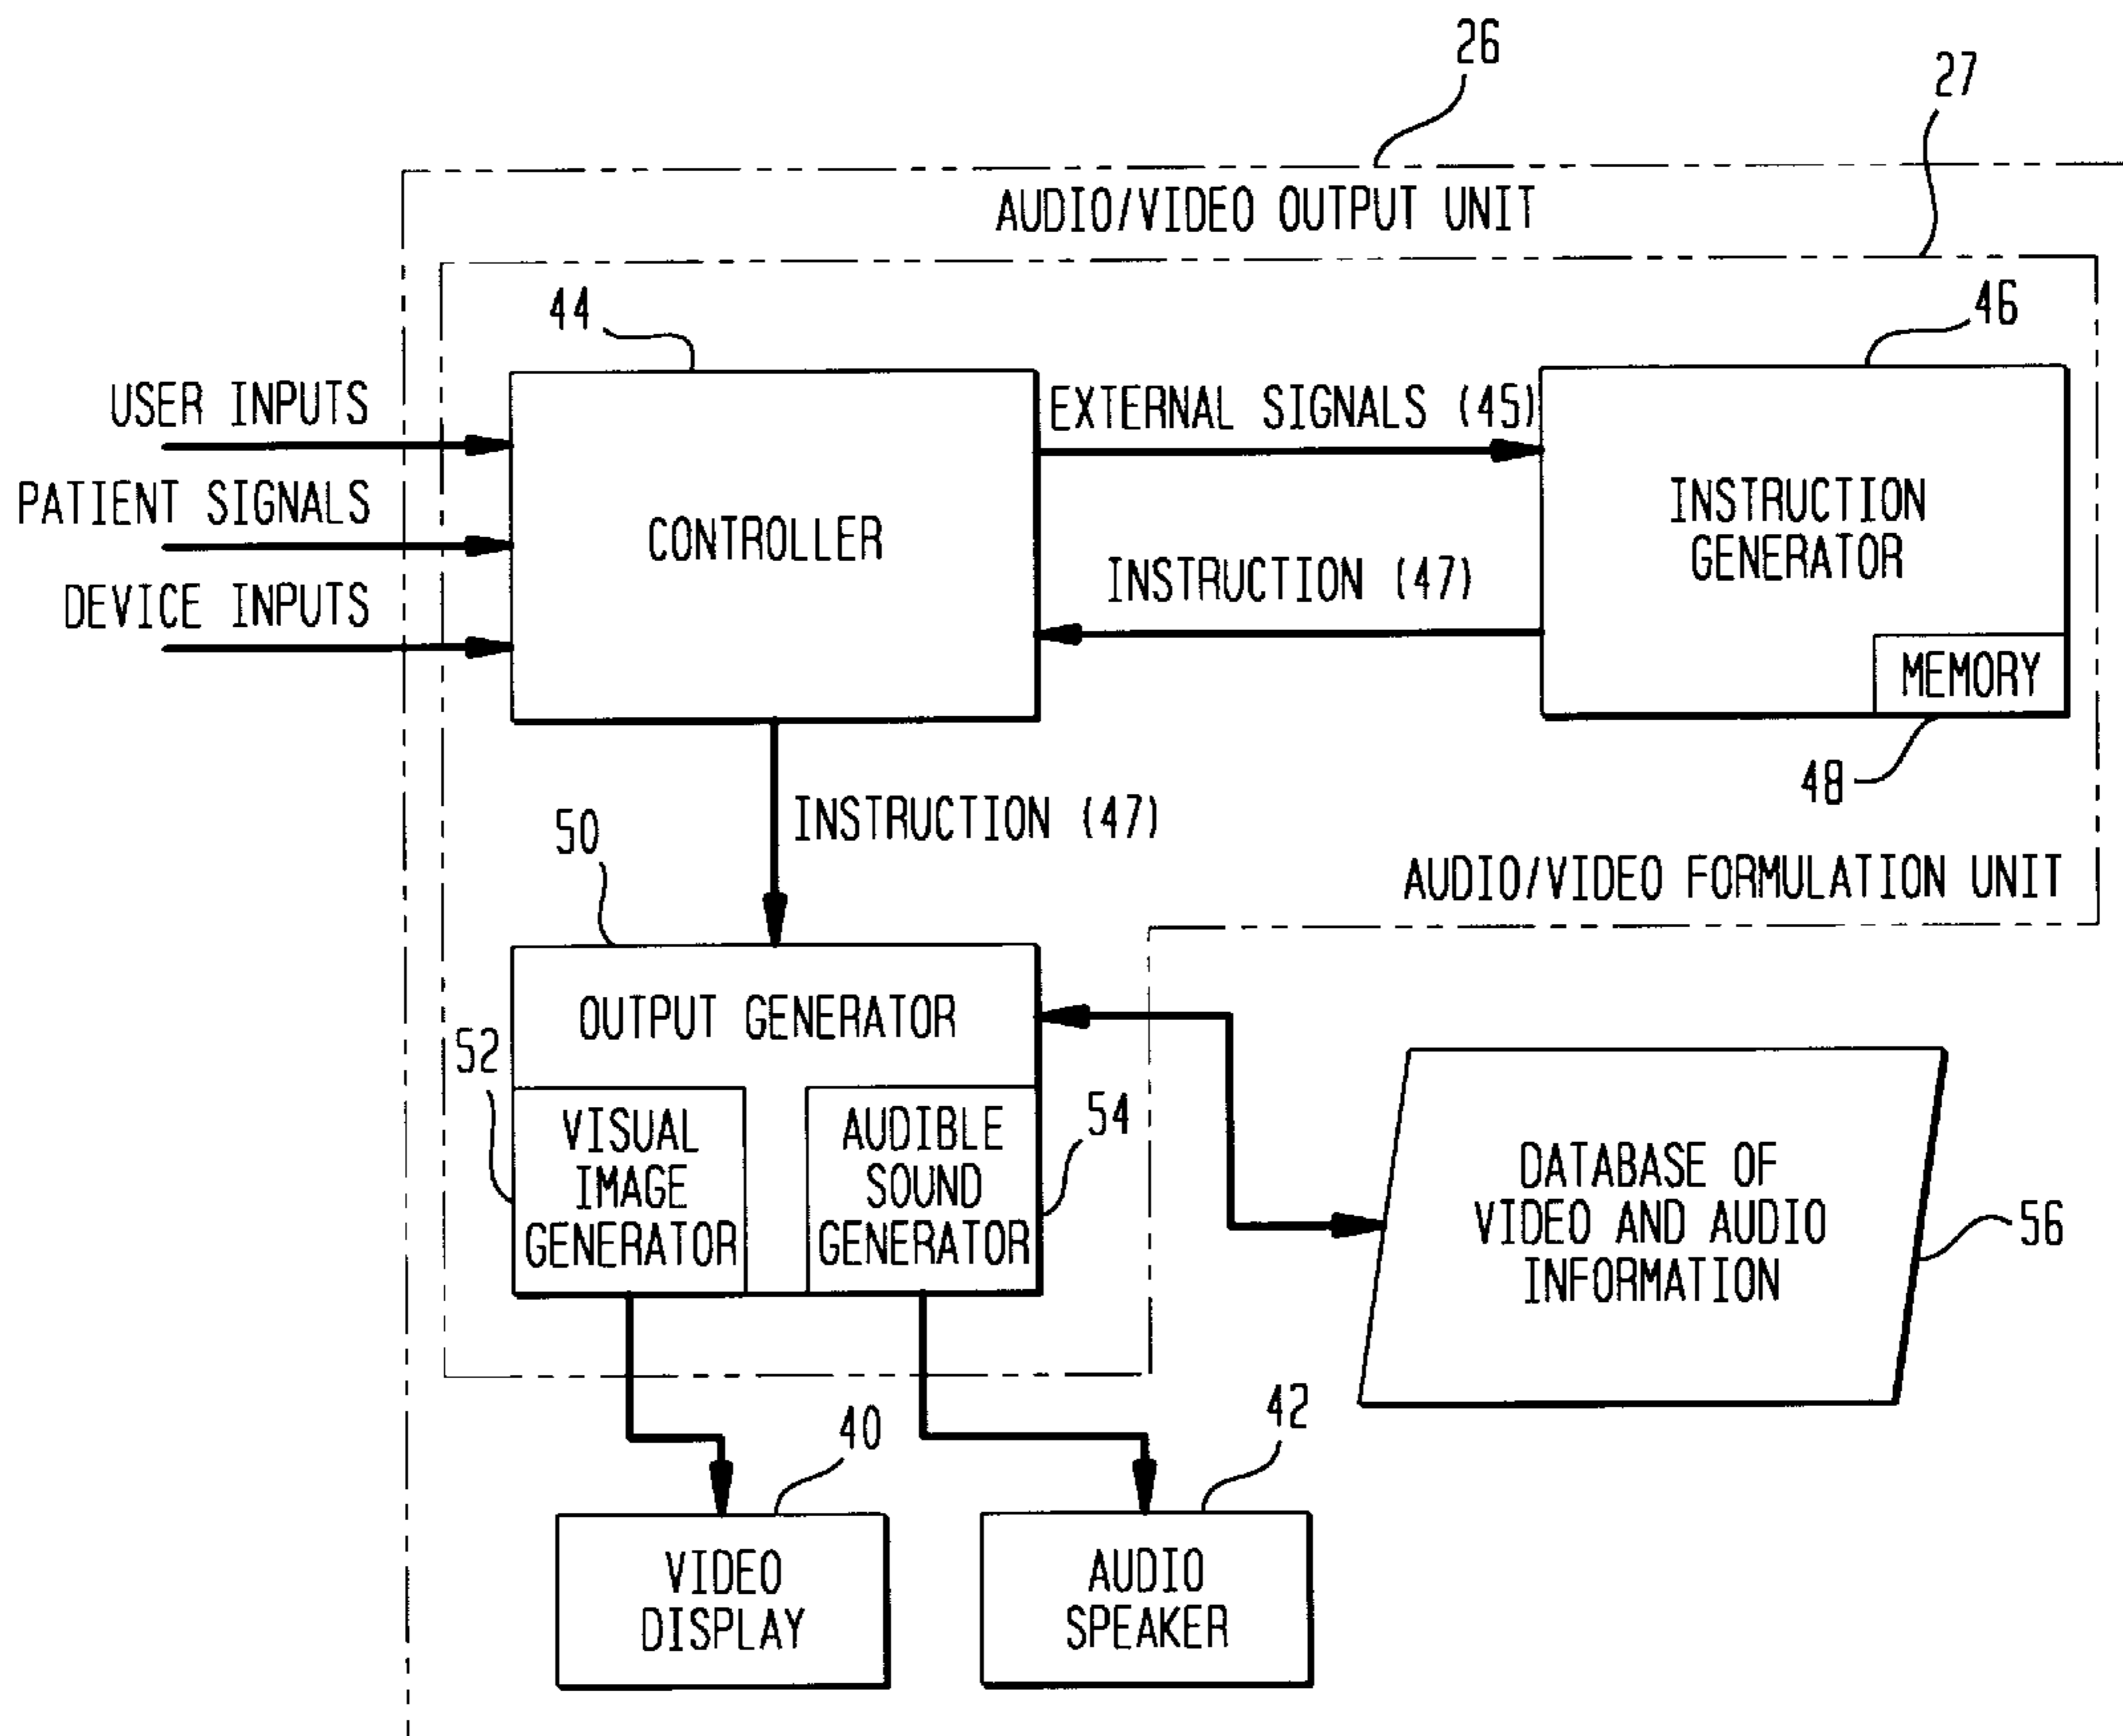 26
27
AUDIO/VIDEO OUTPUT UNIT
44
46
USER INPUTS
PATIENT SIGNALS
DEVICE INPUTS
CONTROLLER
EXTERNAL SIGNALS (45)
INSTRUCTION (47)
INSTRUCTION
GENERATOR
MEMORY
48
INSTRUCTION (47)
50
AUDIO/VIDEO FORMULATION UNIT
OUTPUT GENERATOR
52
VISUAL
IMAGE
GENERATOR
AUDIBLE
SOUND
GENERATOR
54
DATABASE OF
VIDEO AND AUDIO
INFORMATION
56
40
42
VIDEO
DISPLAY
AUDIO
SPEAKER